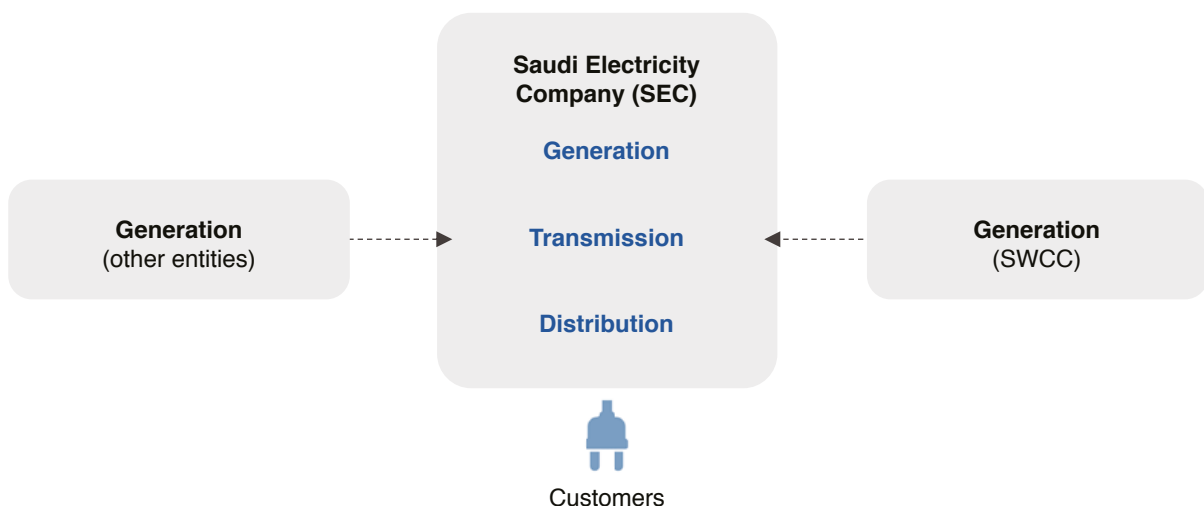 Saudi Electricity
Company (SEC)
Generation
Generation
(other entities)
Transmission
Generation
(SWCC)
Distribution
Customers